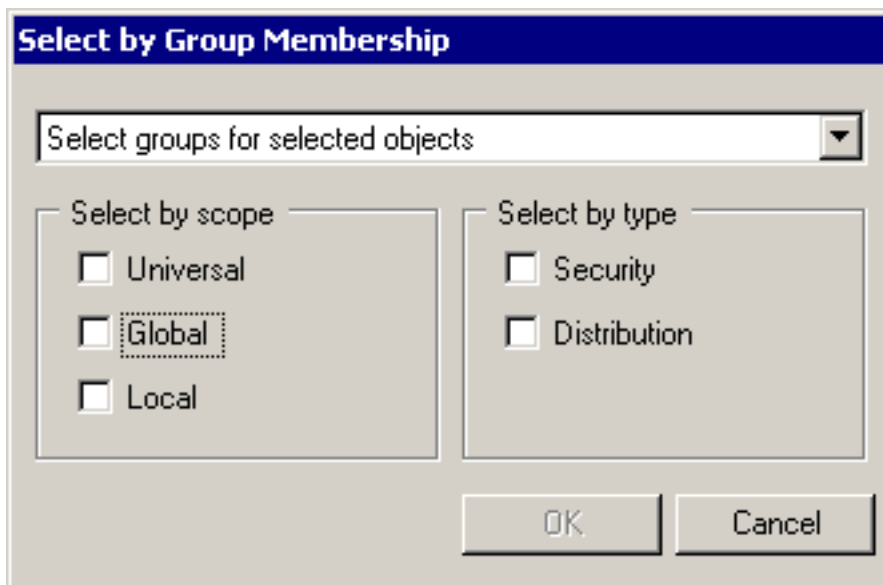 Select by Group Membership
Select groups for selected objects
Select by scope
Universal
Global
Local
Select by type
Security
Distribution
OK
Cancel